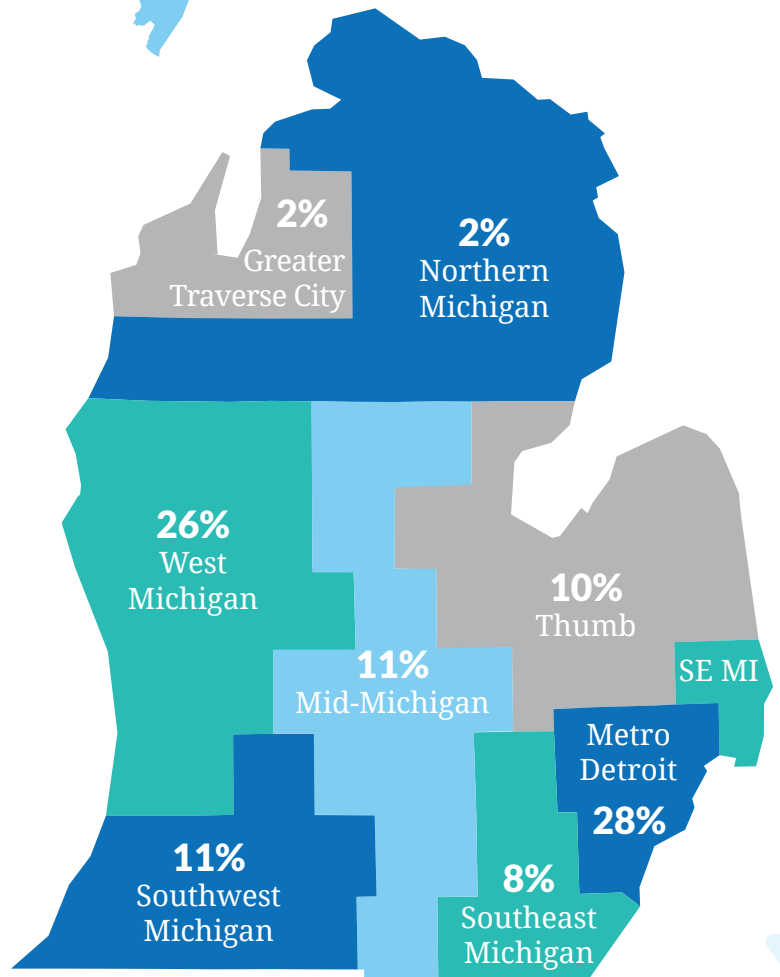 2%
Greater
Traverse City
2%
Northern
Michigan
26%
West
Michigan
10%
Thumb
11%
Mid-Michigan
SE MI
Metro
Detroit
28%
11%
Southwest
Michigan
8%
Southeast
Michigan